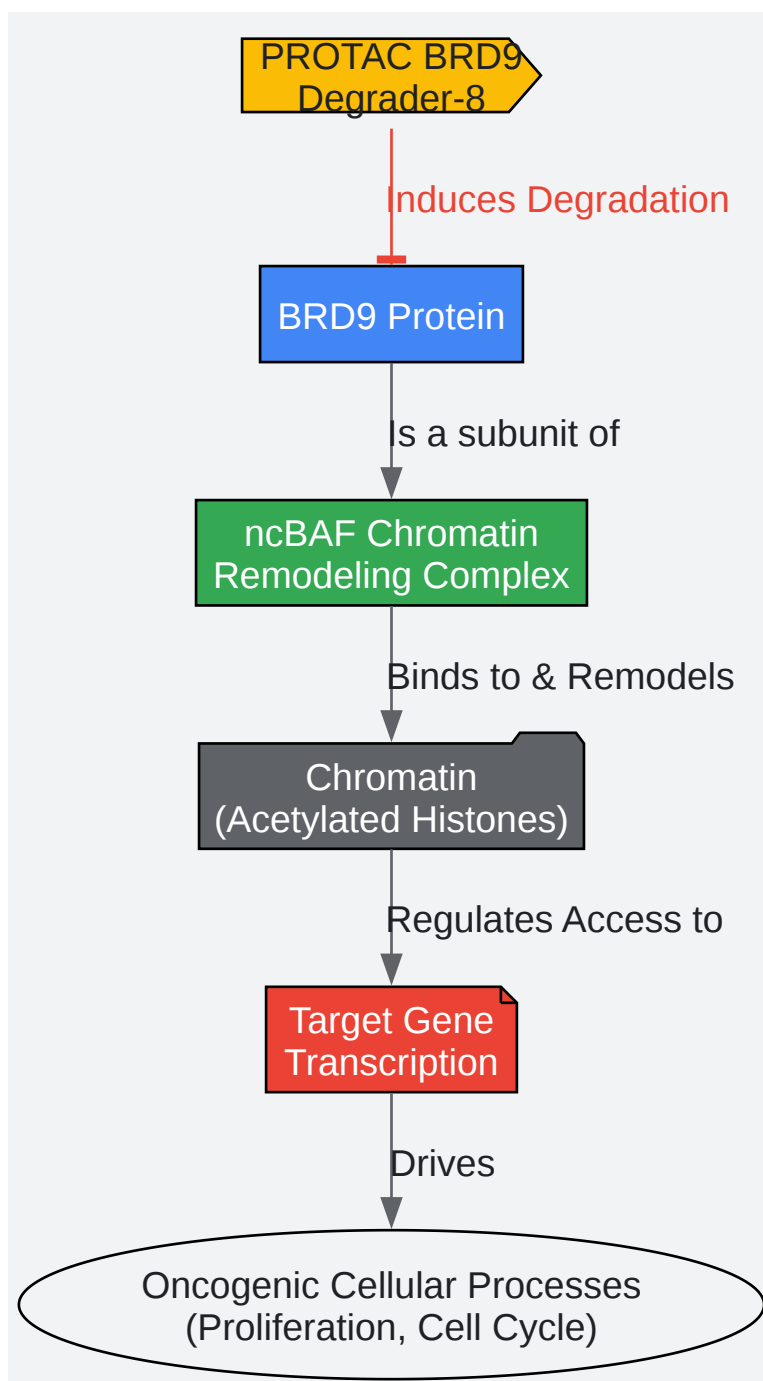 PROTAC BRD9
Degrader-8
Induces Degradation
BRD9 Protein
Is a subunit of
ncBAF Chromatin
Remodeling Complex
Binds to & Remodels
Chromatin
(Acetylated Histones)
Regulates Access to
Target Gene
Transcription
Drives
Oncogenic Cellular Processes
(Proliferation, Cell Cycle)